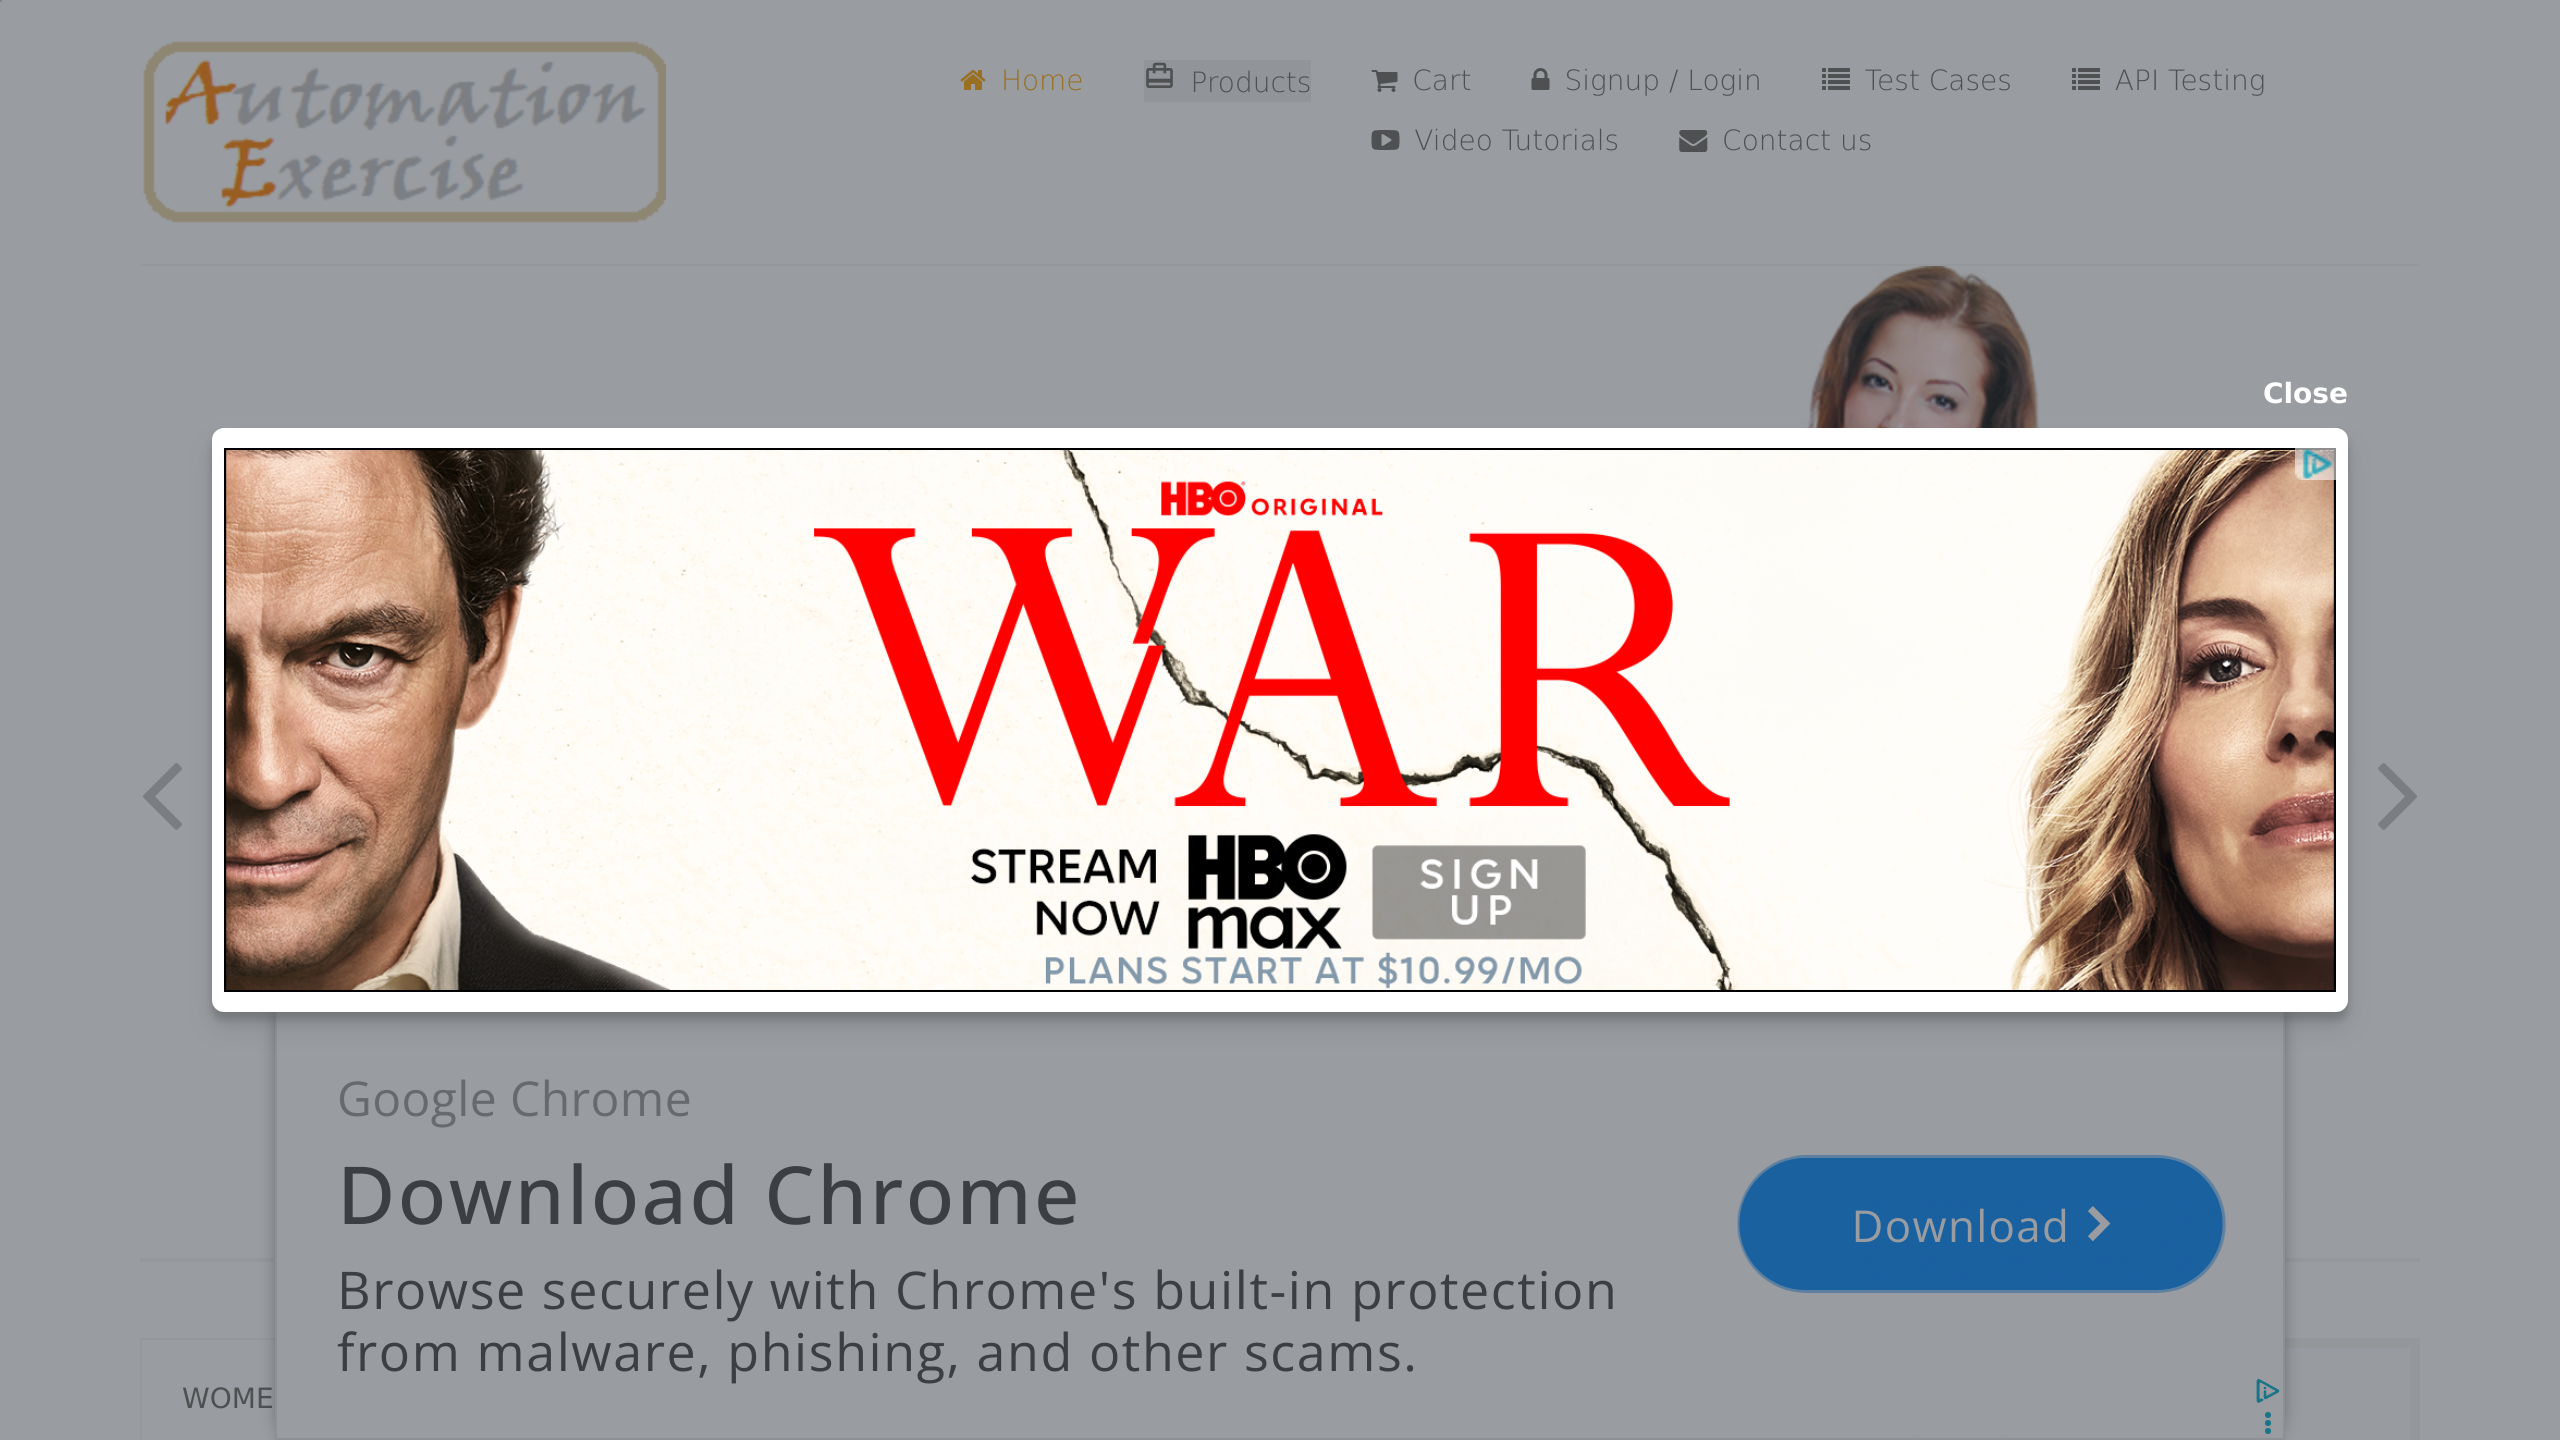 Automation
Exercise
Home
Products
Cart
Signup / Login
Test Cases
API Testing
Video Tutorials
Contact us
Close
HBO ORIGINAL
WAR
STREAM
NOW
HBO
max
SIGN
UP
PLANS START AT $10.99/MO
Google Chrome
Download Chrome
Browse securely with Chrome's built-in protection
from malware, phishing, and other scams.
Download
WOME